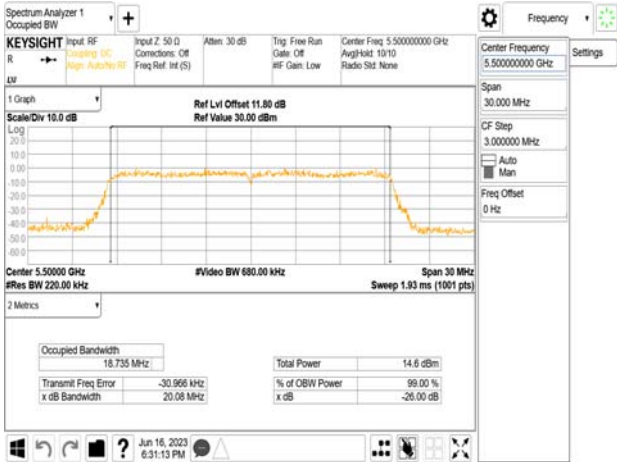 Spectrum Analyzer 1
Occupied BW
+
Frequency
KEYSIGHT
R
LV
Input: RF
Coupling: DC
Align: Auto/No RF
Input Z: 50 Ω
Corrections: Off
Freq Ref: Int (S)
Atten: 30 dB
Trig: Free Run
Gate: Off
#IF Gain: Low
Center Freq: 5.500000000 GHz
Avg|Hold: 10/10
Radio Std: None
Center Frequency
5.500000000 GHz
Settings
Span
30.000 MHz
CF Step
3.000000 MHz
Auto
Man
Freq Offset
0 Hz
1 Graph
Scale/Div 10.0 dB
Ref Lvl Offset 11.80 dB
Ref Value 30.00 dBm
Log
20.0
10.0
0.00
-10.0
-20.0
-30.0
-40.0
-50.0
-60.0
Center 5.50000 GHz
#Video BW 680.00 kHz
Span 30 MHz
#Res BW 220.00 kHz
Sweep 1.93 ms (1001 pts)
2 Metrics
Occupied Bandwidth
18.735 MHz
Total Power 14.6 dBm
Transmit Freq Error -30.966 kHz
% of OBW Power 99.00 %
x dB Bandwidth 20.08 MHz
x dB -26.00 dB
?
Jun 16, 2023
6:31:13 PM